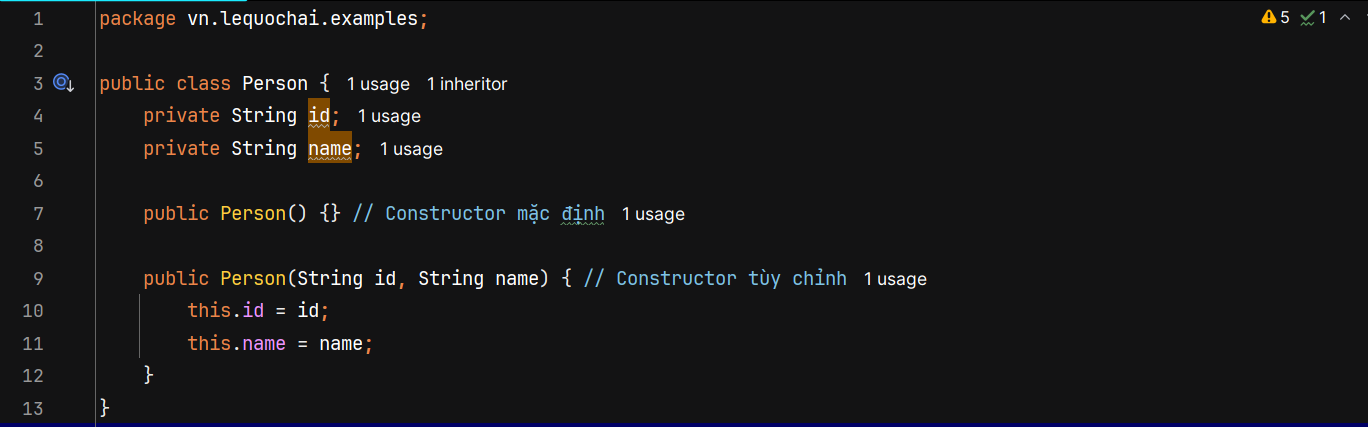 1 package vn.lequochai.examples; 5 1
2
3 public class Person { 1 usage 1 inheritor
4 private String id; 1 usage
5 private String name; 1 usage
6
7 public Person() {} // Constructor mặc định 1 usage
8
9 public Person(String id, String name) { // Constructor tùy chỉnh 1 usage
10 this.id = id;
11 this.name = name;
12 }
13 }